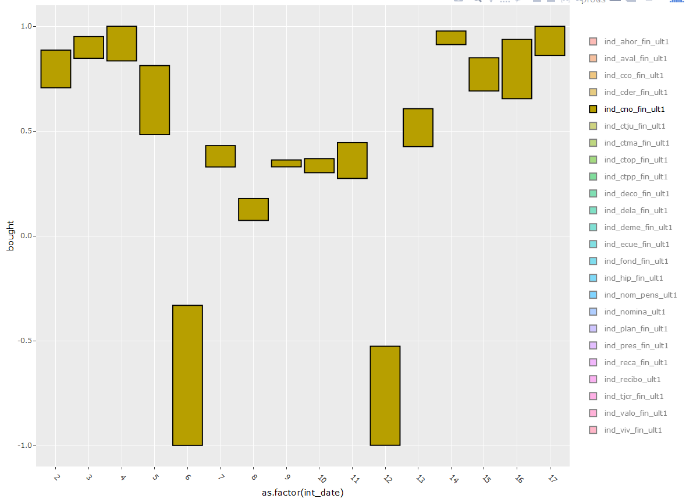 1.0
0.5
0.0
-0.5
-1.0
bought
2 3 4 5 6 7 8 9 10 11 12 13 14 15 16 17
as.factor(int_date)
ind_ahor_fin_ult1
ind_aval_fin_ult1
ind_cco_fin_ult1
ind_cder_fin_ult1
ind_cno_fin_ult1
ind_ctju_fin_ult1
ind_ctma_fin_ult1
ind_ctop_fin_ult1
ind_ctpp_fin_ult1
ind_deco_fin_ult1
ind_dela_fin_ult1
ind_deme_fin_ult1
ind_ecue_fin_ult1
ind_fond_fin_ult1
ind_hip_fin_ult1
ind_nom_pens_ult1
ind_nomina_ult1
ind_plan_fin_ult1
ind_pres_fin_ult1
ind_reca_fin_ult1
ind_recibo_ult1
ind_tjcr_fin_ult1
ind_valo_fin_ult1
ind_viv_fin_ult1